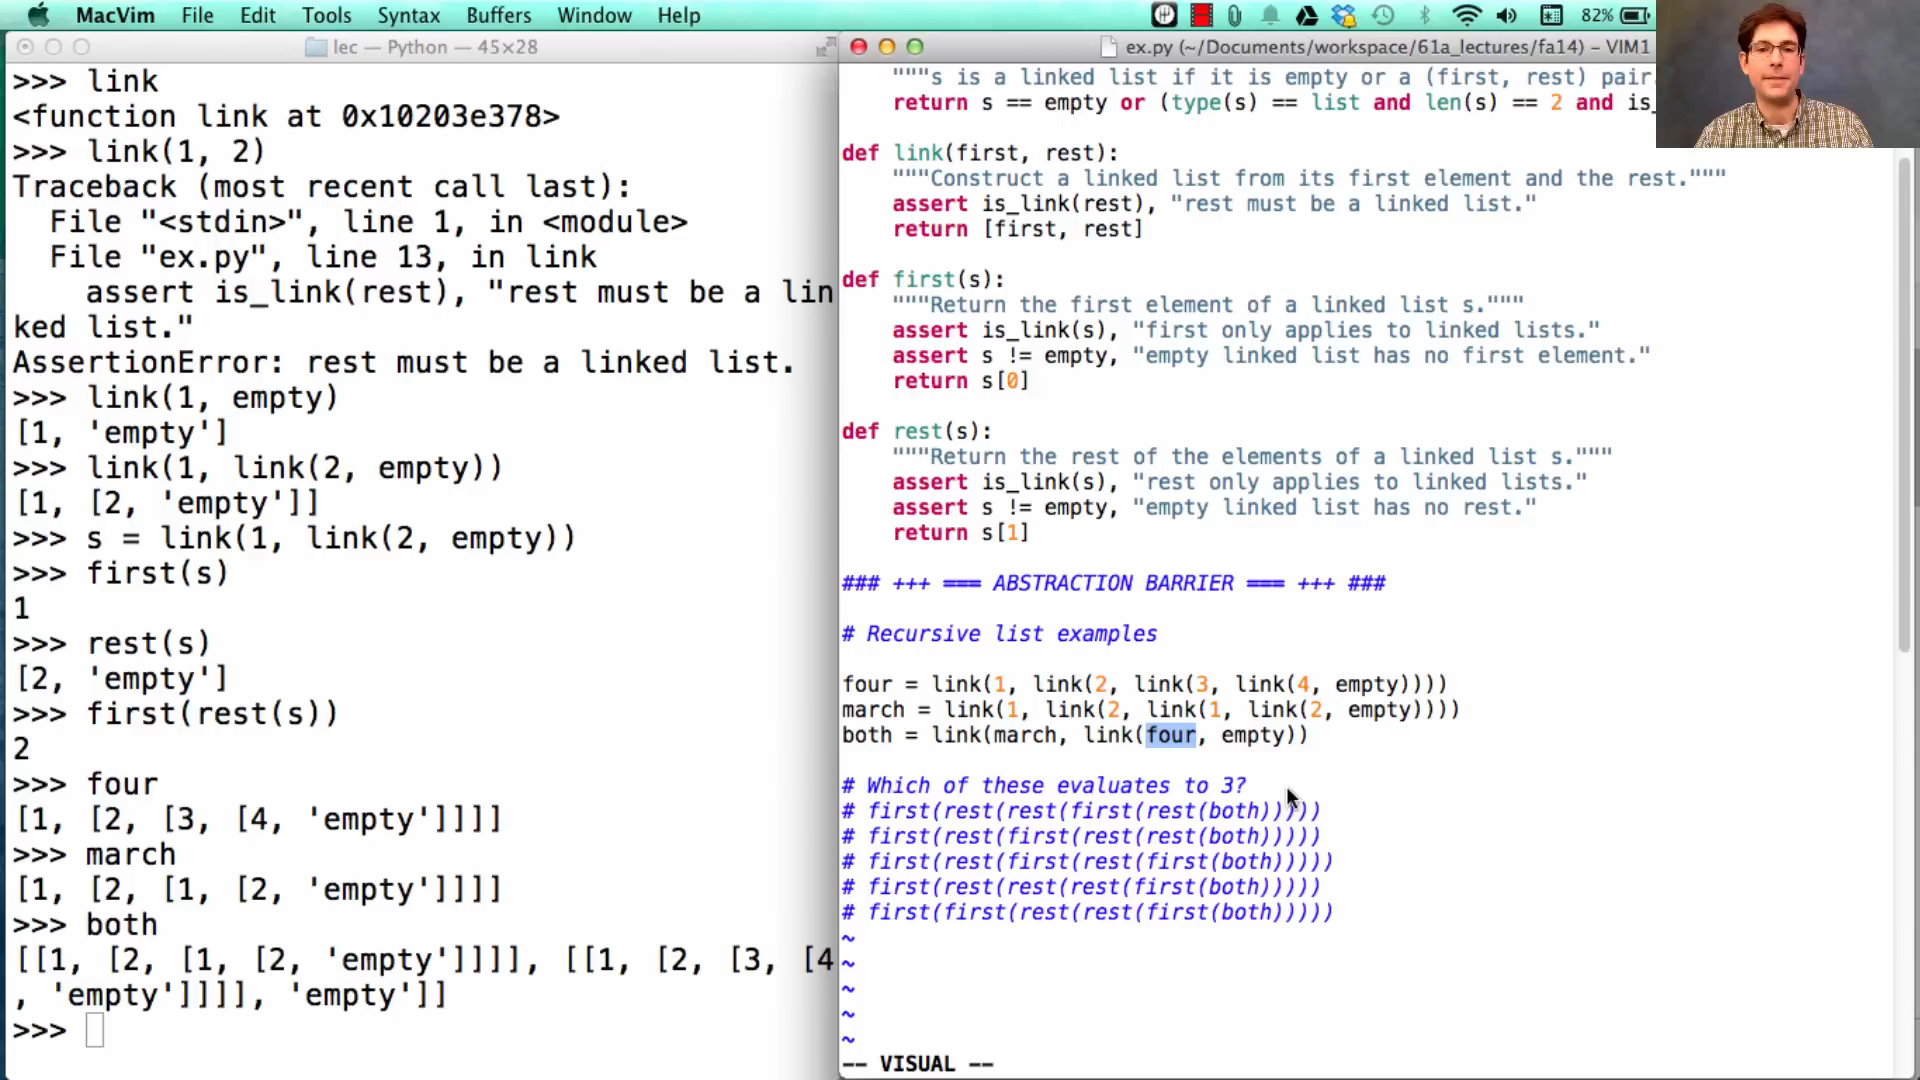 MacVim File Edit Tools Syntax Buffers Window Help 82%
lec — Python — 45×28
>>> link
<function link at 0x10203e378>
>>> link(1, 2)
Traceback (most recent call last):
  File "<stdin>", line 1, in <module>
  File "ex.py", line 13, in link
    assert is_link(rest), "rest must be a lin
ked list."
AssertionError: rest must be a linked list.
>>> link(1, empty)
[1, 'empty']
>>> link(1, link(2, empty))
[1, [2, 'empty']]
>>> s = link(1, link(2, empty))
>>> first(s)
1
>>> rest(s)
[2, 'empty']
>>> first(rest(s))
2
>>> four
[1, [2, [3, [4, 'empty']]]]
>>> march
[1, [2, [1, [2, 'empty']]]]
>>> both
[[1, [2, [1, [2, 'empty']]]], [[1, [2, [3, [4
, 'empty']]]], 'empty']]
>>>
ex.py (~/Documents/workspace/61a_lectures/fa14) – VIM1
    """s is a linked list if it is empty or a (first, rest) pair.
    return s == empty or (type(s) == list and len(s) == 2 and is_
def link(first, rest):
    """Construct a linked list from its first element and the rest."""
    assert is_link(rest), "rest must be a linked list."
    return [first, rest]
def first(s):
    """Return the first element of a linked list s."""
    assert is_link(s), "first only applies to linked lists."
    assert s != empty, "empty linked list has no first element."
    return s[0]
def rest(s):
    """Return the rest of the elements of a linked list s."""
    assert is_link(s), "rest only applies to linked lists."
    assert s != empty, "empty linked list has no rest."
    return s[1]
### +++ === ABSTRACTION BARRIER === +++ ###
# Recursive list examples
four = link(1, link(2, link(3, link(4, empty))))
march = link(1, link(2, link(1, link(2, empty))))
both = link(march, link(four, empty))
# Which of these evaluates to 3?
# first(rest(rest(first(rest(both)))))
# first(rest(first(rest(rest(both)))))
# first(rest(first(rest(first(both)))))
# first(rest(rest(rest(first(both)))))
# first(first(rest(rest(first(both)))))
~
~
~
~
~
-- VISUAL --